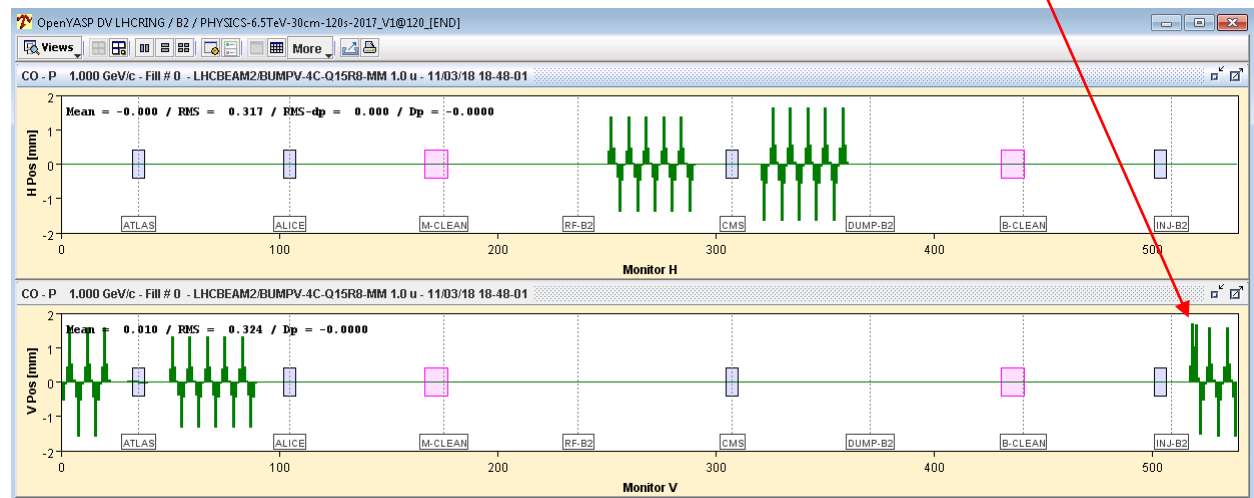 OpenYASP DV LHCRING / B2 / PHYSICS-6.5TeV-30cm-120s-2017_V1@120_[END]
Views More
CO - P 1.000 GeV/c - Fill # 0 - LHCBEAM2/BUMPV-4C-Q15R8-MM 1.0 u - 11/03/18 18-48-01
Mean = -0.000 / RMS = 0.317 / RMS-dp = 0.000 / Dp = -0.0000
H Pos [mm]
2
1
0
-1
-2
ATLAS ALICE M-CLEAN RF-B2 CMS DUMP-B2 B-CLEAN INJ-B2
0 100 200 300 400 500
Monitor H
CO - P 1.000 GeV/c - Fill # 0 - LHCBEAM2/BUMPV-4C-Q15R8-MM 1.0 u - 11/03/18 18-48-01
Mean = 0.010 / RMS = 0.324 / Dp = -0.0000
V Pos [mm]
2
1
0
-1
-2
ATLAS ALICE M-CLEAN RF-B2 CMS DUMP-B2 B-CLEAN INJ-B2
0 100 200 300 400 500
Monitor V